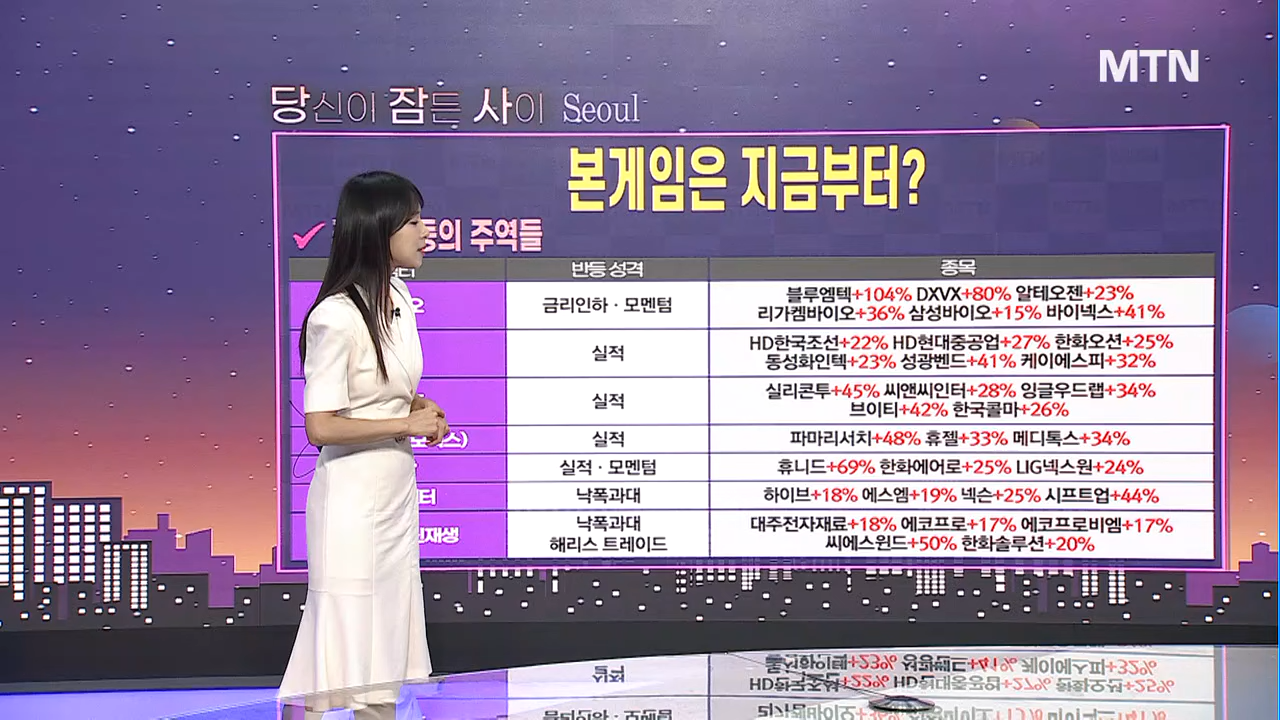 MTN
당신이 잠든 사이 Seoul
본게임은 지금부터?
의 주역들
반등 성격 종목
금리인하·모멘텀 블루엠텍+104% DXVX+80% 알테오젠+23%
리가켐바이오+36% 삼성바이오+15% 바이넥스+41%
실적 HD한국조선+22% HD현대중공업+27% 한화오션+25%
동성화인텍+23% 성광벤드+41% 케이에스피+32%
실적 실리콘투+45% 씨앤씨인터+28% 잉글우드랩+34%
브이티+42% 한국콜마+26%
실적 파마리서치+48% 휴젤+33% 메디톡스+34%
실적·모멘텀 휴니드+69% 한화에어로+25% LIG넥스원+24%
터 낙폭과대 하이브+18% 에스엠+19% 넥슨+25% 시프트업+44%
재생 낙폭과대 대주전자재료+18% 에코프로+17% 에코프로비엠+17%
해리스 트레이드 씨에스윈드+50% 한화솔루션+20%